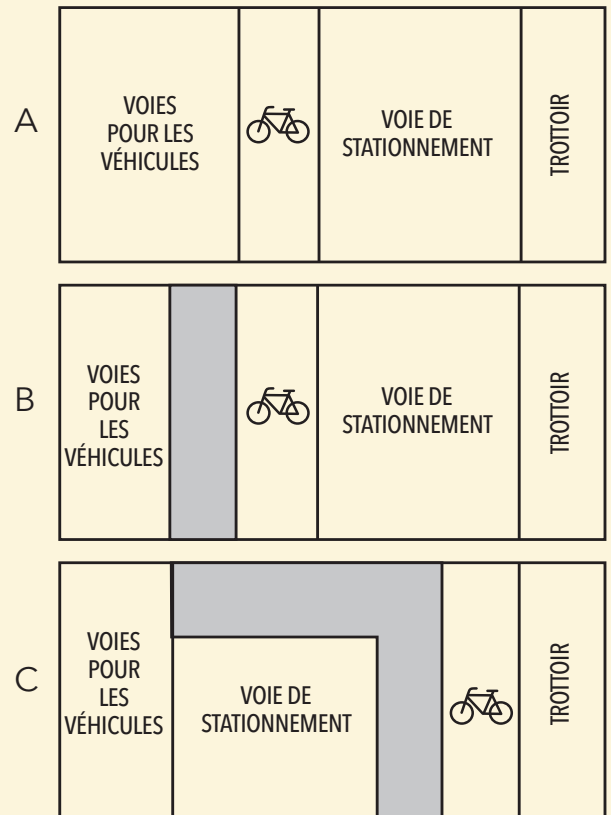 A
VOIES
POUR LES
VÉHICULES
VOIE DE
STATIONNEMENT
TROTTOIR
B
VOIES
POUR
LES
VÉHICULES
VOIE DE
STATIONNEMENT
TROTTOIR
C
VOIES
POUR
LES
VÉHICULES
VOIE DE
STATIONNEMENT
TROTTOIR